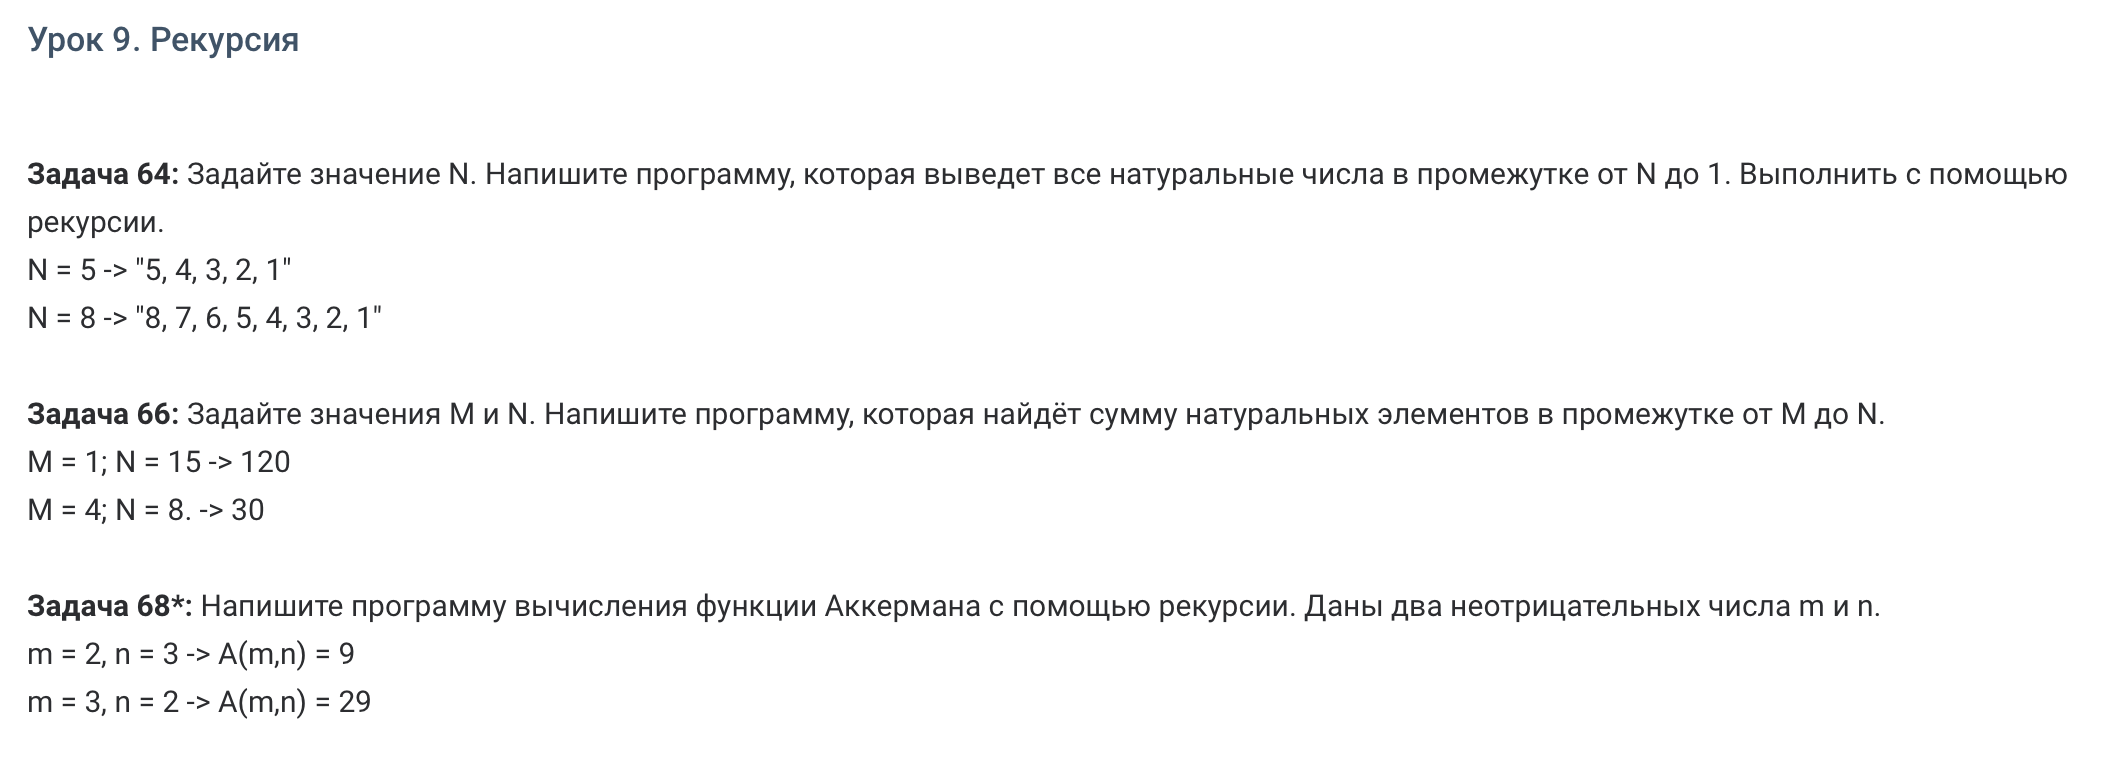 Урок 9. Рекурсия
Задача 64: Задайте значение N. Напишите программу, которая выведет все натуральные числа в промежутке от N до 1. Выполнить с помощью
рекурсии.
N = 5 -> "5, 4, 3, 2, 1"
N = 8 -> "8, 7, 6, 5, 4, 3, 2, 1"
Задача 66: Задайте значения M и N. Напишите программу, которая найдёт сумму натуральных элементов в промежутке от M до N.
M = 1; N = 15 -> 120
M = 4; N = 8. -> 30
Задача 68*: Напишите программу вычисления функции Аккермана с помощью рекурсии. Даны два неотрицательных числа m и n.
m = 2, n = 3 -> A(m,n) = 9
m = 3, n = 2 -> A(m,n) = 29